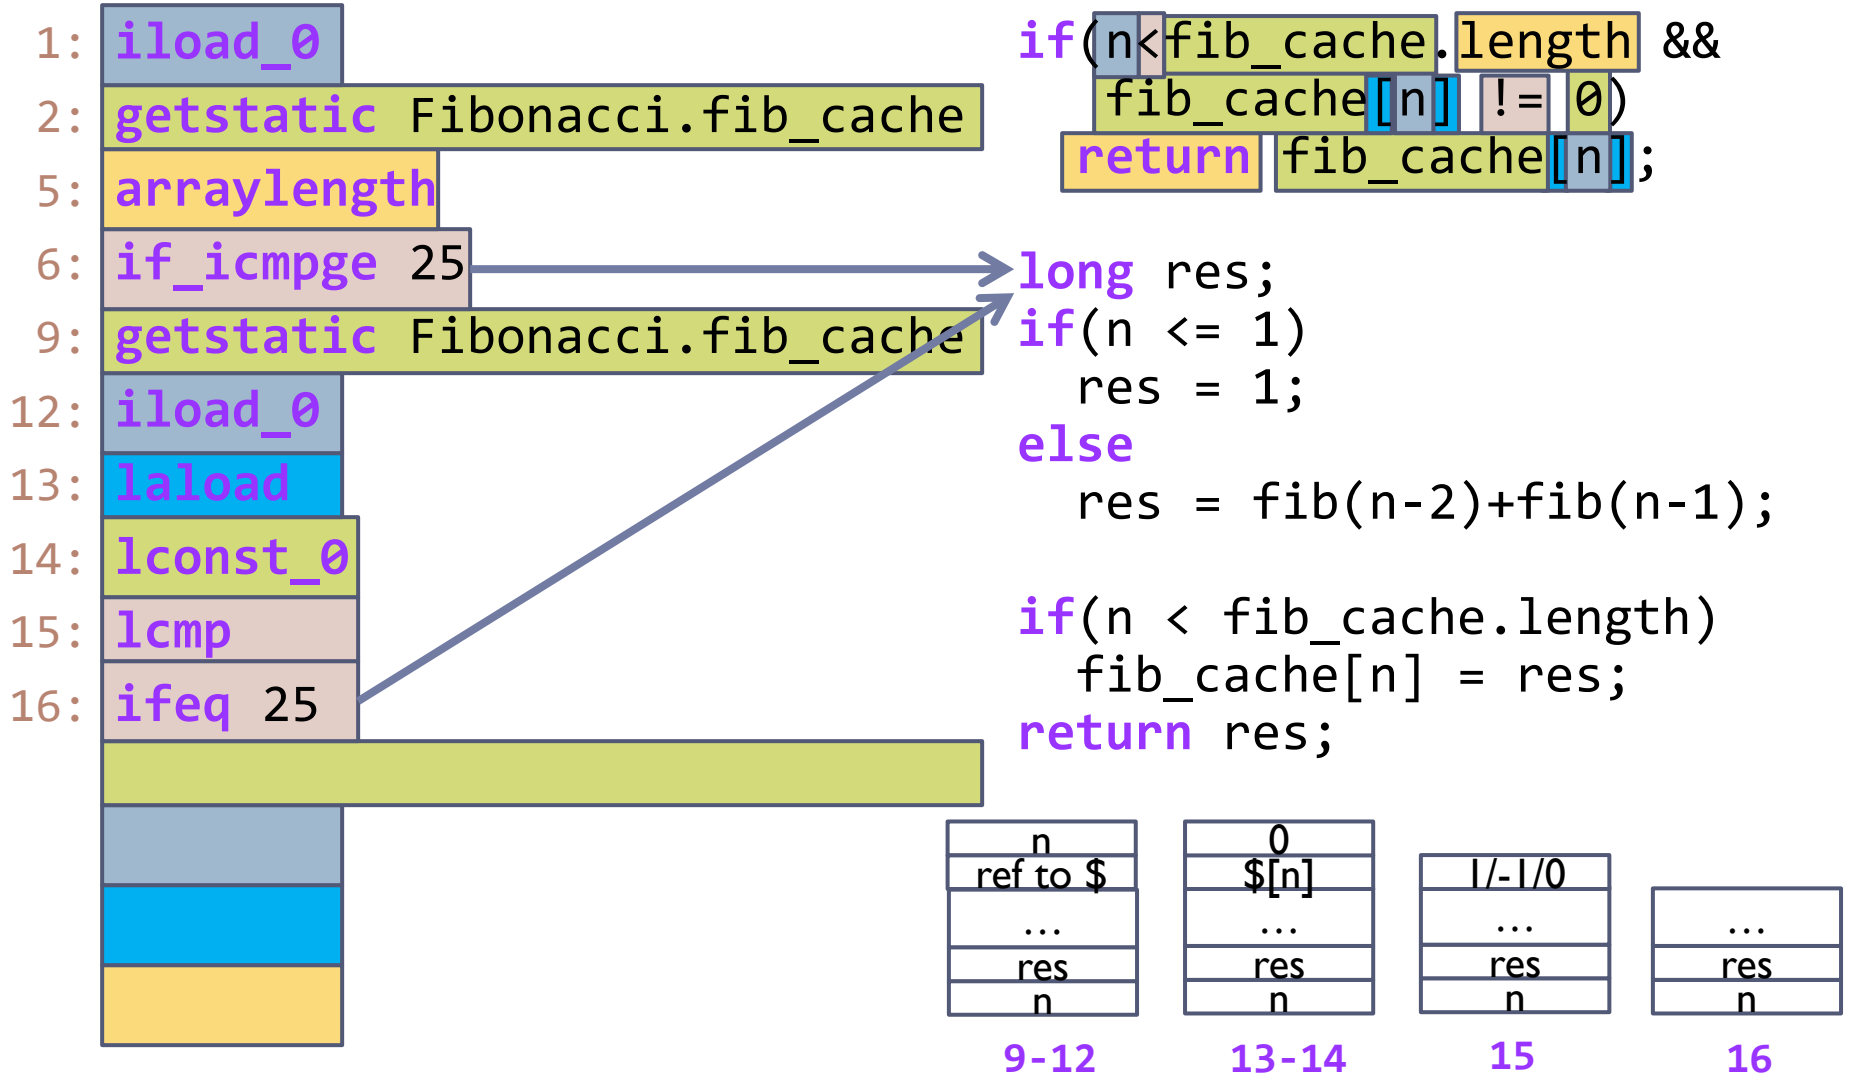 1: iload_0
2: getstatic Fibonacci.fib_cache
5: arraylength
6: if_icmpge 25
9: getstatic Fibonacci.fib_cache
12: iload_0
13: laload
14: lconst_0
15: lcmp
16: ifeq 25
if(n<fib_cache.length &&
fib_cache[n] != 0)
return fib_cache[n];
long res;
if(n <= 1)
res = 1;
else
res = fib(n-2)+fib(n-1);
if(n < fib_cache.length)
fib_cache[n] = res;
return res;
n
ref to $
...
res
n
9-12
0
$[n]
...
res
n
13-14
1/-1/0
...
res
n
15
...
res
n
16